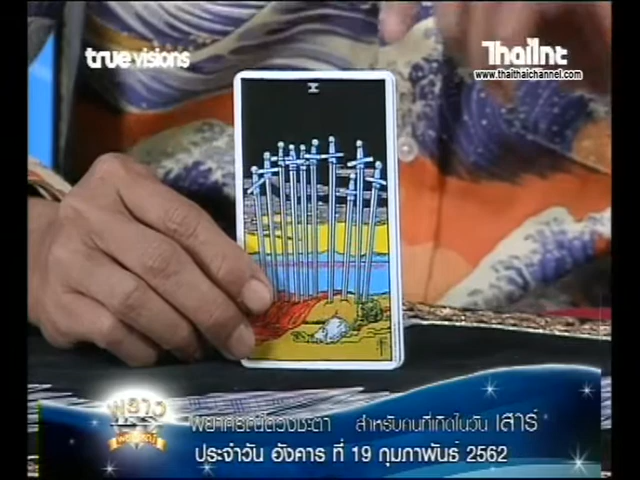 true visions
ThaiInt
www.thaithaichannel.com
X
พยากรณ์ดวงชะตา สำหรับคนที่เกิดในวัน เสาร์
ประจำวัน อังคาร ที่ 19 กุมภาพันธ์ 2562